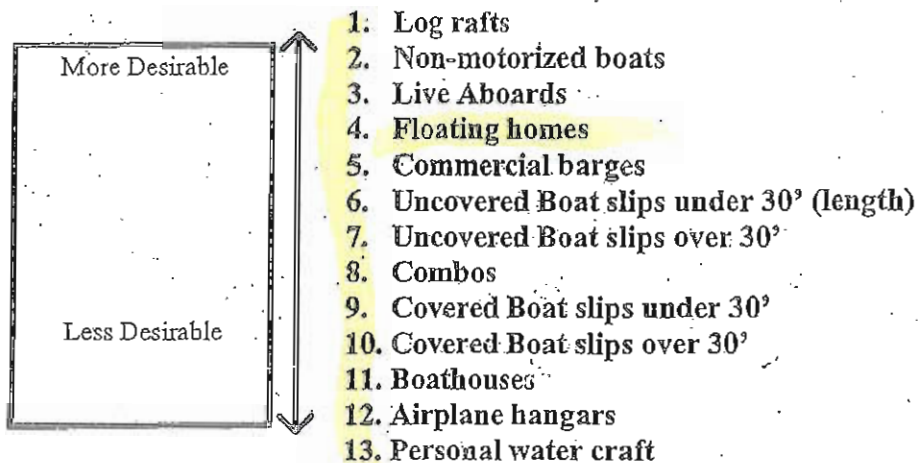 More Desirable
Less Desirable
1. Log rafts
2. Non-motorized boats
3. Live Aboards
4. Floating homes
5. Commercial barges
6. Uncovered Boat slips under 30' (length)
7. Uncovered Boat slips over 30'
8. Combos
9. Covered Boat slips under 30'
10. Covered Boat slips over 30'
11. Boathouses
12. Airplane hangars
13. Personal water craft